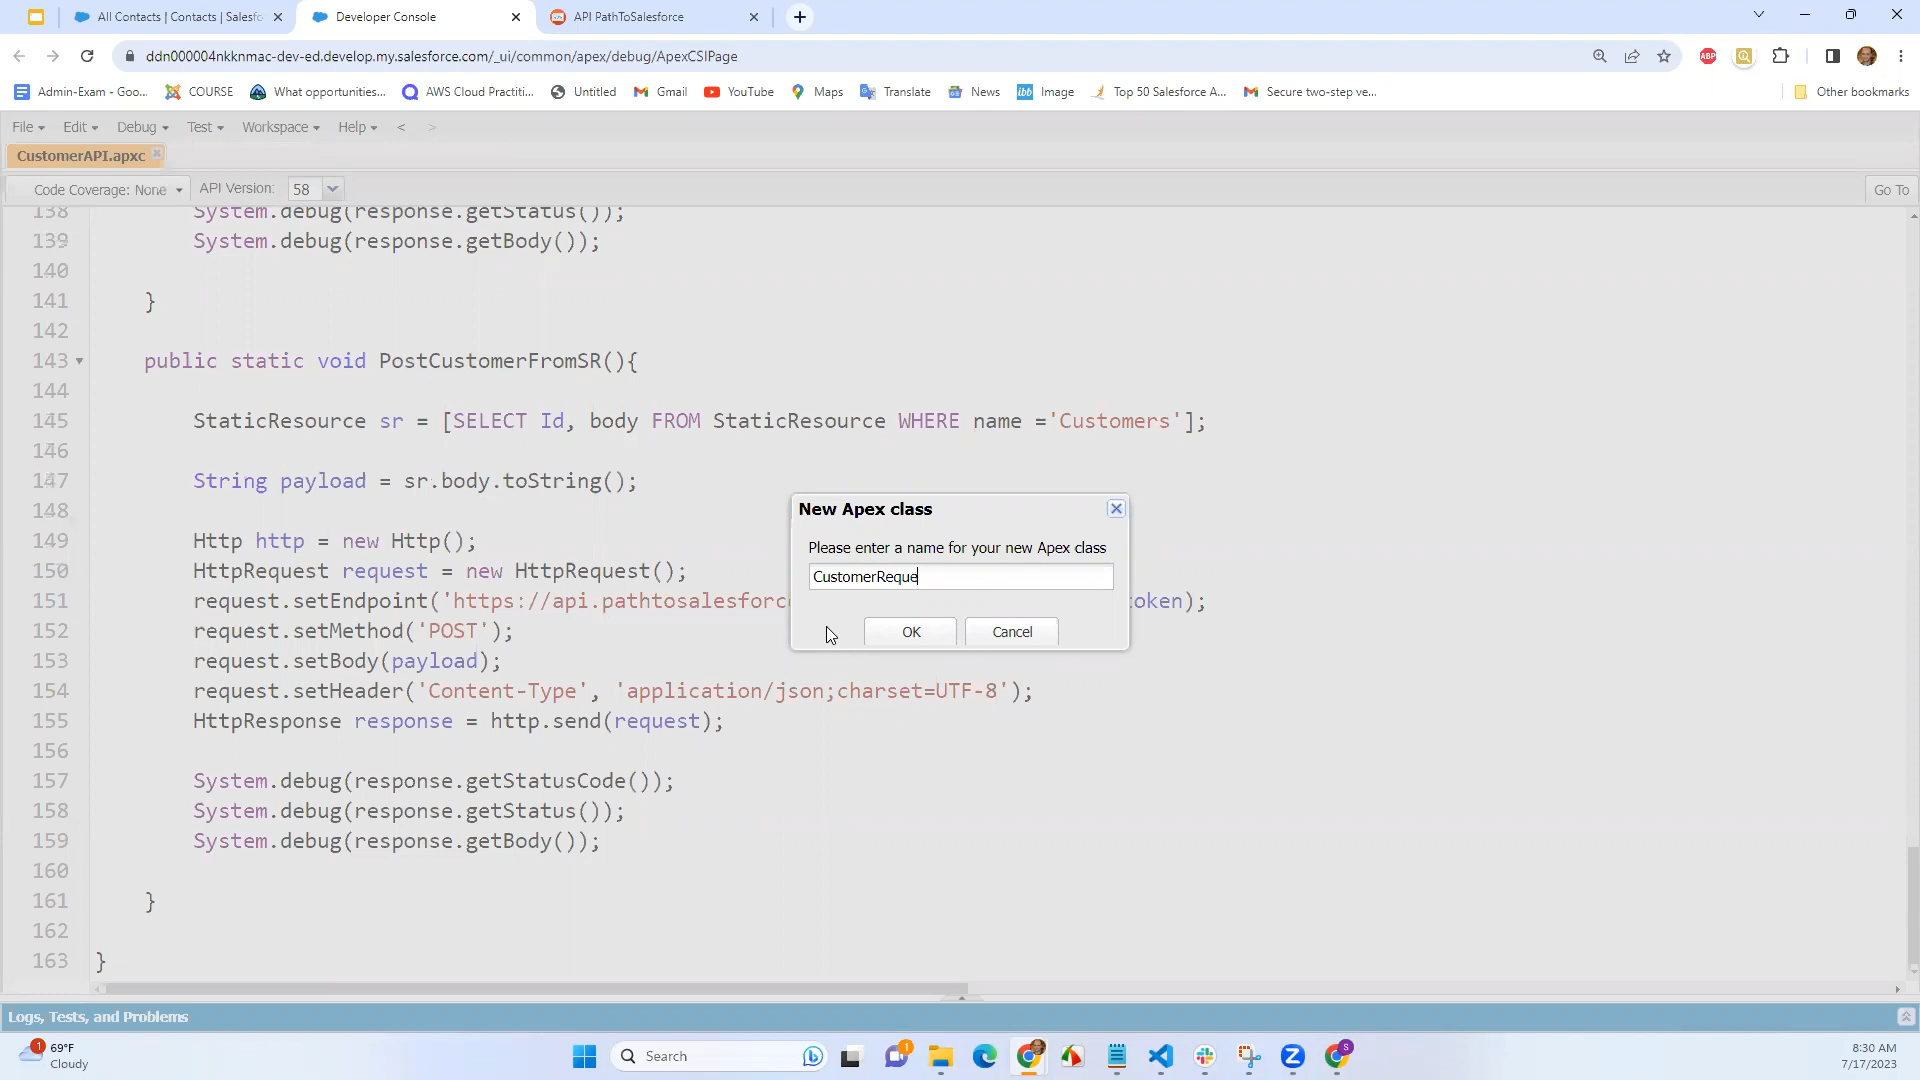 All Contacts | Contacts | Salesfo
Developer Console
API PathToSalesforce
ddn000004nkknmac-dev-ed.develop.my.salesforce.com/_ui/common/apex/debug/ApexCSIPage
ABP
Admin-Exam - Goo...
COURSE
What opportunities...
AWS Cloud Practiti...
Untitled
Gmail
YouTube
Maps
Translate
News
ibb
Image
Top 50 Salesforce A...
Secure two-step ve...
Other bookmarks
File
Edit
Debug
Test
Workspace
Help
<
>
CustomerAPI.apxc
Code Coverage: None
API Version:
58
Go To
138 System.debug(response.getStatus());
139 System.debug(response.getBody());
140
141 }
142
143 public static void PostCustomerFromSR(){
144
145 StaticResource sr = [SELECT Id, body FROM StaticResource WHERE name ='Customers'];
146
147 String payload = sr.body.toString();
148
149 Http http = new Http();
150 HttpRequest request = new HttpRequest();
151 request.setEndpoint('https://api.pathtosalesforc oken);
152 request.setMethod('POST');
153 request.setBody(payload);
154 request.setHeader('Content-Type', 'application/json;charset=UTF-8');
155 HttpResponse response = http.send(request);
156
157 System.debug(response.getStatusCode());
158 System.debug(response.getStatus());
159 System.debug(response.getBody());
160
161 }
162
163 }
New Apex class
Please enter a name for your new Apex class
CustomerReque
OK
Cancel
Logs, Tests, and Problems
1
69°F
Cloudy
Search
1
S
8:30 AM
7/17/2023